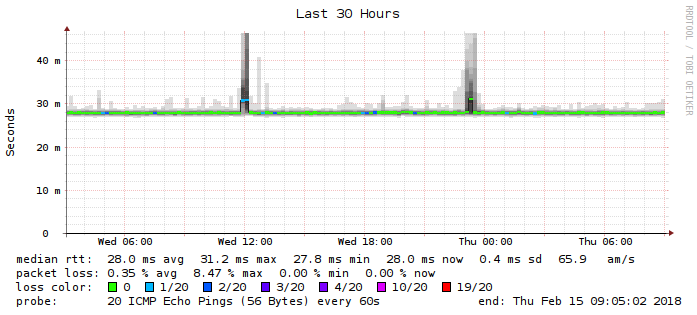 Last 30 Hours
RRDTOOL / TOBI OETIKER
Seconds
40 m
30 m
20 m
10 m
0
Wed 06:00 Wed 12:00 Wed 18:00 Thu 00:00 Thu 06:00
median rtt: 28.0 ms avg 31.2 ms max 27.8 ms min 28.0 ms now 0.4 ms sd 65.9 am/s
packet loss: 0.35 % avg 8.47 % max 0.00 % min 0.00 % now
loss color: 0 1/20 2/20 3/20 4/20 10/20 19/20
probe: 20 ICMP Echo Pings (56 Bytes) every 60s end: Thu Feb 15 09:05:02 2018